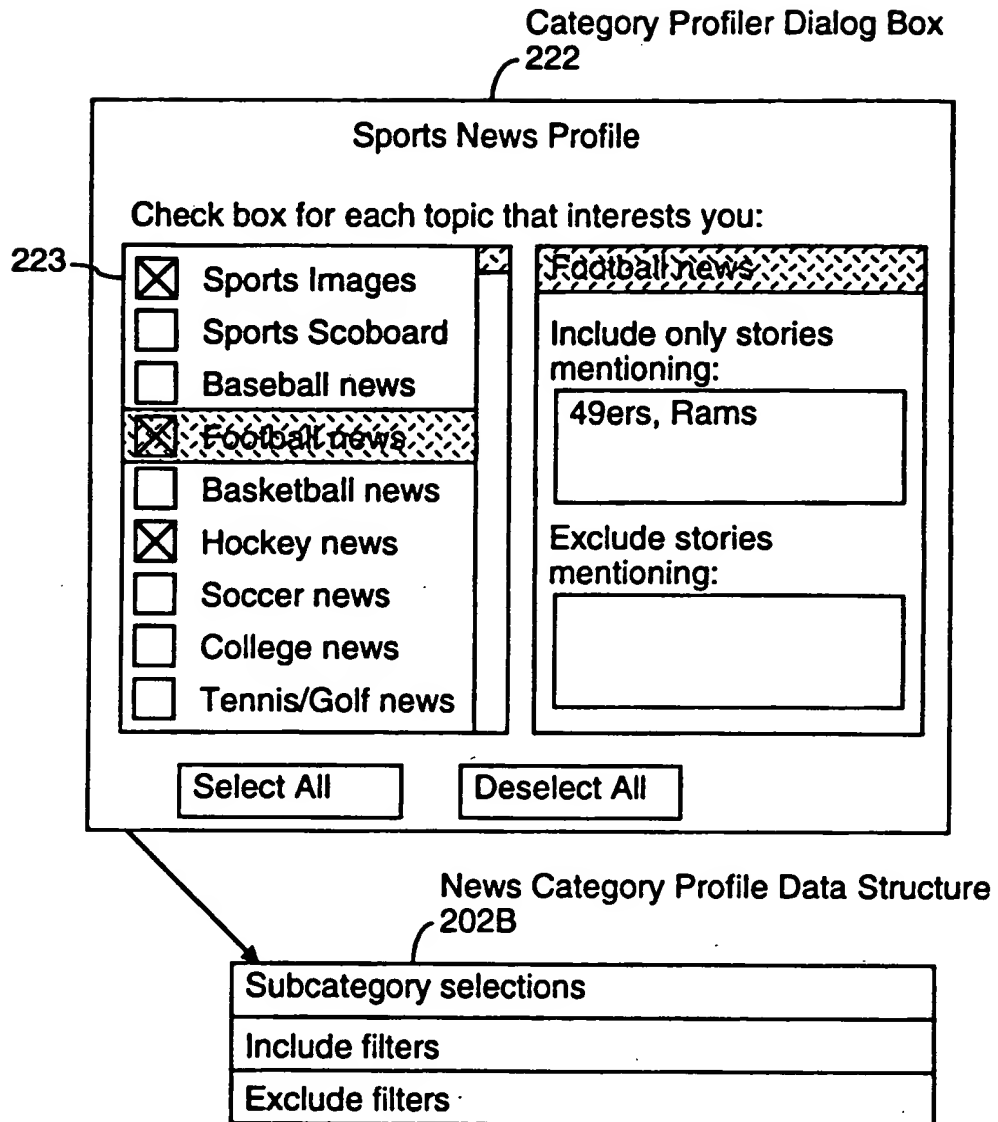 Category Profiler Dialog Box
222
Sports News Profile
Check box for each topic that interests you:
223
Sports Images
Sports Scoboard
Baseball news
Football news
Basketball news
Hockey news
Soccer news
College news
Tennis/Golf news
Football news
Include only stories
mentioning:
49ers, Rams
Exclude stories
mentioning:
Select All
Deselect All
News Category Profile Data Structure
202B
Subcategory selections
Include filters
Exclude filters